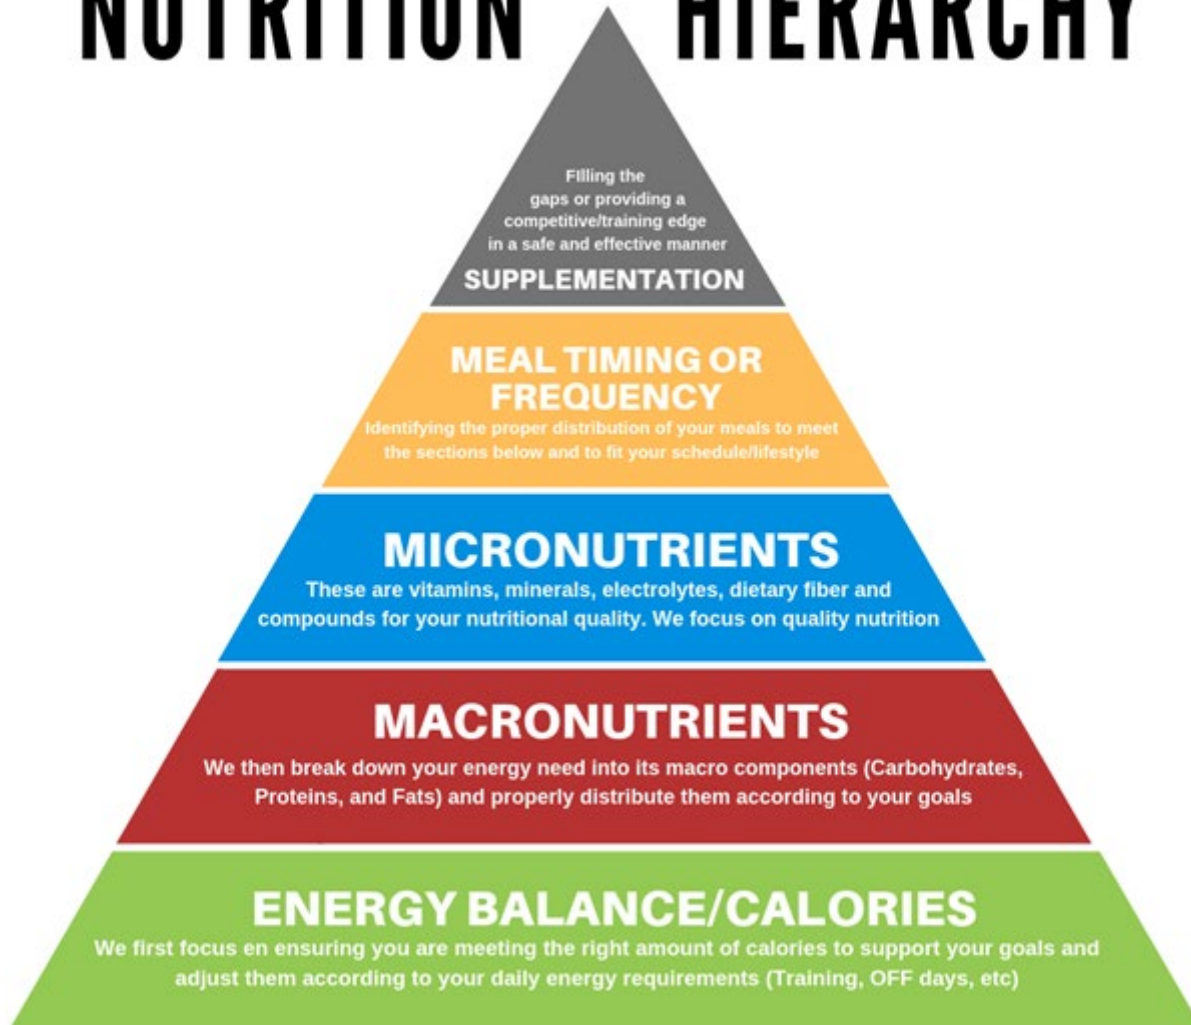 NUTRITION HIERARCHY
FIlling the
gaps or providing a
competitive/training edge
in a safe and effective manner
SUPPLEMENTATION
MEAL TIMING OR
FREQUENCY
Identifying the proper distribution of your meals to meet
the sections below and to fit your schedule/lifestyle
MICRONUTRIENTS
These are vitamins, minerals, electrolytes, dietary fiber and
compounds for your nutritional quality. We focus on quality nutrition
MACRONUTRIENTS
We then break down your energy need into its macro components (Carbohydrates,
Proteins, and Fats) and properly distribute them according to your goals
ENERGY BALANCE/CALORIES
We first focus en ensuring you are meeting the right amount of calories to support your goals and
adjust them according to your daily energy requirements (Training, OFF days, etc)